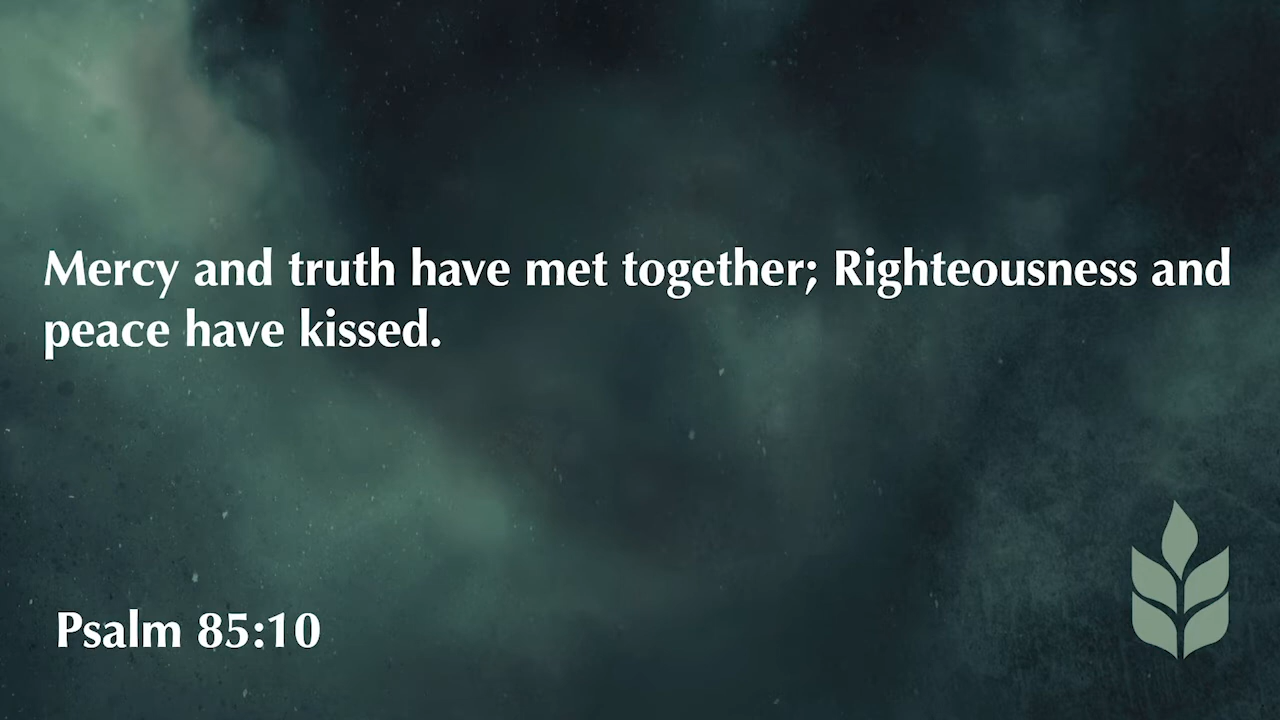 Mercy and truth have met together; Righteousness and
peace have kissed.
Psalm 85:10